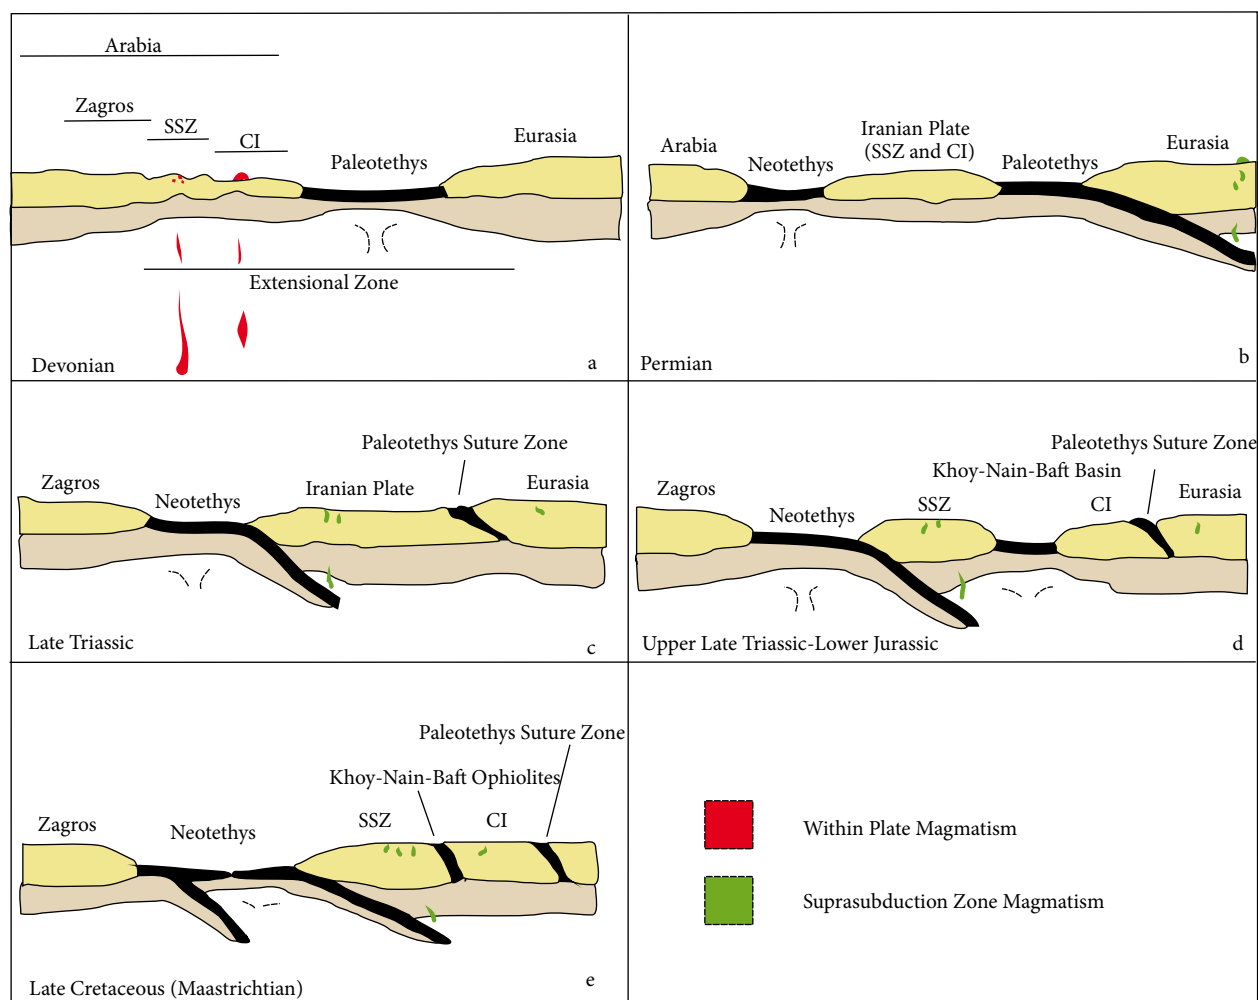 Arabia
Zagros
SSZ
CI
Paleotethys
Eurasia
Extensional Zone
Devonian
a
Arabia
Neotethys
Iranian Plate
(SSZ and CI)
Paleotethys
Eurasia
Permian
b
Paleotethys Suture Zone
Zagros
Neotethys
Iranian Plate
Eurasia
Late Triassic
c
Paleotethys Suture Zone
Khoy-Nain-Baft Basin
Zagros
Neotethys
SSZ
CI
Eurasia
Upper Late Triassic-Lower Jurassic
d
Paleotethys Suture Zone
Khoy-Nain-Baft Ophiolites
Zagros
Neotethys
SSZ
CI
Late Cretaceous (Maastrichtian)
e
Within Plate Magmatism
Suprasubduction Zone Magmatism